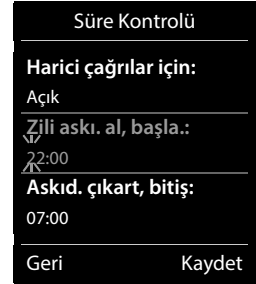 Süre Kontrolü
Harici çağrılar için:
Açık
Zili askı. al, başla.:
22:00
Askıd. çıkart, bitiş:
07:00
Geri Kaydet